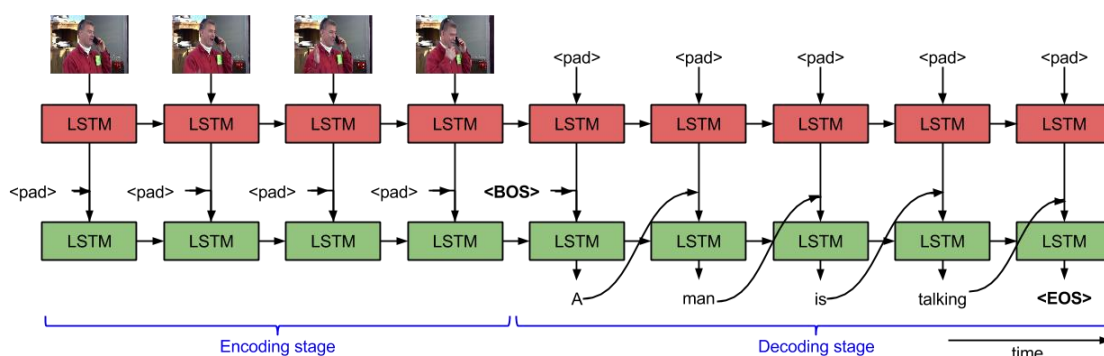 <pad> <pad> <pad> <pad> <pad>
LSTM LSTM LSTM LSTM LSTM LSTM LSTM LSTM LSTM
<pad> <pad> <pad> <pad> <BOS>
LSTM LSTM LSTM LSTM LSTM LSTM LSTM LSTM LSTM
A man is talking <EOS>
Encoding stage Decoding stage time